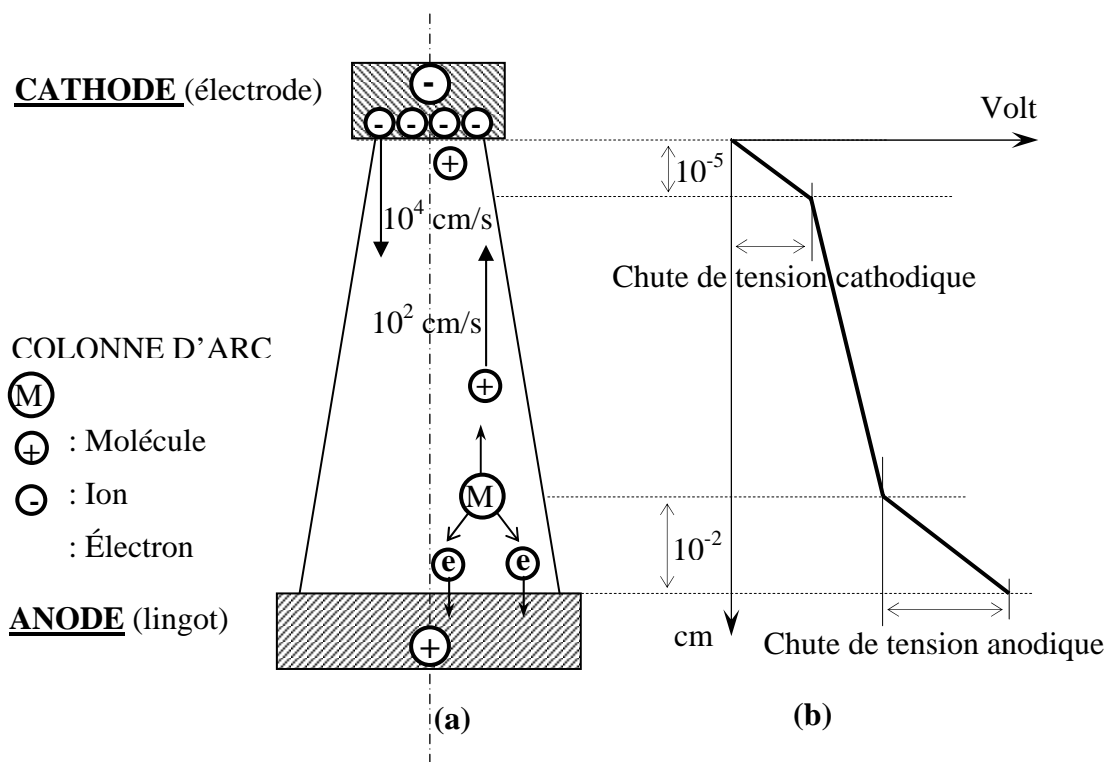 CATHODE (électrode)
-
- - - -
+
10⁴ cm/s
10² cm/s
+
COLONNE D'ARC
M
+ : Molécule
- : Ion
: Électron
M
e e
ANODE (lingot)
+
(a)
Volt
10⁻⁵
Chute de tension cathodique
10⁻²
cm
Chute de tension anodique
(b)